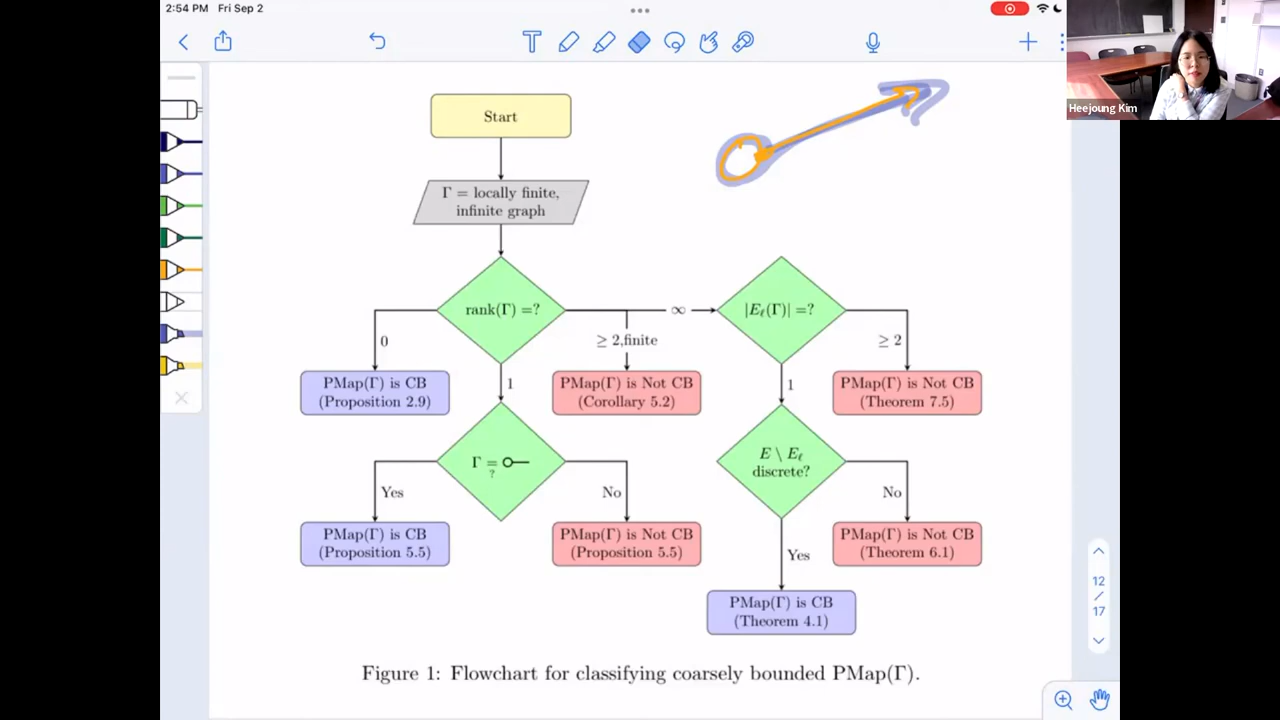 2:54 PM Fri Sep 2
Heejoung Kim
Start
Γ = locally finite,
infinite graph
rank(Γ) =?
∞
|Eℓ(Γ)| =?
0
≥ 2,finite
≥ 2
PMap(Γ) is CB
(Proposition 2.9)
1
PMap(Γ) is Not CB
(Corollary 5.2)
1
PMap(Γ) is Not CB
(Theorem 7.5)
Γ =
?
E \ Eℓ
discrete?
Yes
No
No
PMap(Γ) is CB
(Proposition 5.5)
PMap(Γ) is Not CB
(Proposition 5.5)
Yes
PMap(Γ) is Not CB
(Theorem 6.1)
PMap(Γ) is CB
(Theorem 4.1)
Figure 1: Flowchart for classifying coarsely bounded PMap(Γ).
12
/
17